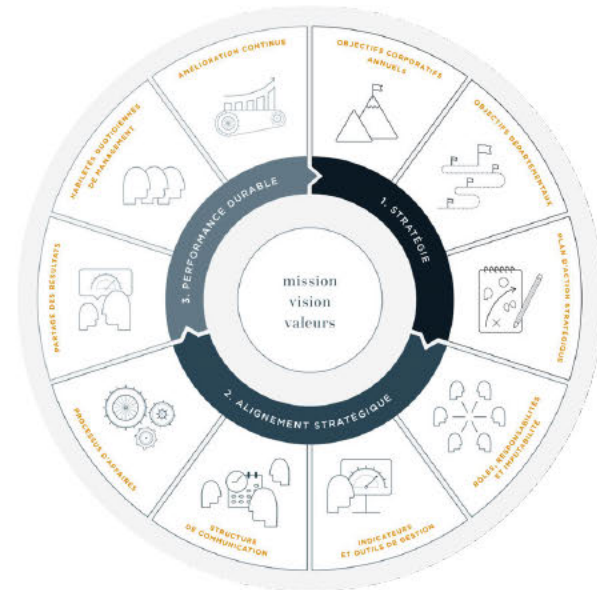 OBJECTIFS CORPORATIFS
ANNUELS
OBJECTIFS DÉPARTEMENTAUX
PLAN D'ACTION STRATÉGIQUE
RÔLES, RESPONSABILITÉS
ET IMPUTABILITÉ
INDICATEURS
ET OUTILS DE GESTION
STRUCTURE
DE COMMUNICATION
PROCESSUS D'AFFAIRES
PARTAGE DES RÉSULTATS
HABILETÉS QUOTIDIENNES
DE MANAGEMENT
AMÉLIORATION CONTINUE
1. STRATÉGIE
2. ALIGNEMENT STRATÉGIQUE
3. PERFORMANCE DURABLE
mission
vision
valeurs